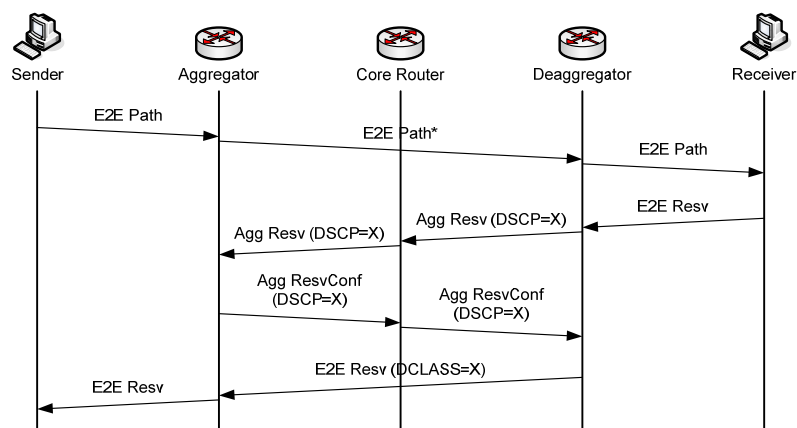 Sender
Aggregator
Core Router
Deaggregator
Receiver
E2E Path
E2E Path*
E2E Path
E2E Resv
Agg Resv (DSCP=X)
Agg Resv (DSCP=X)
Agg ResvConf
(DSCP=X)
Agg ResvConf
(DSCP=X)
E2E Resv (DCLASS=X)
E2E Resv